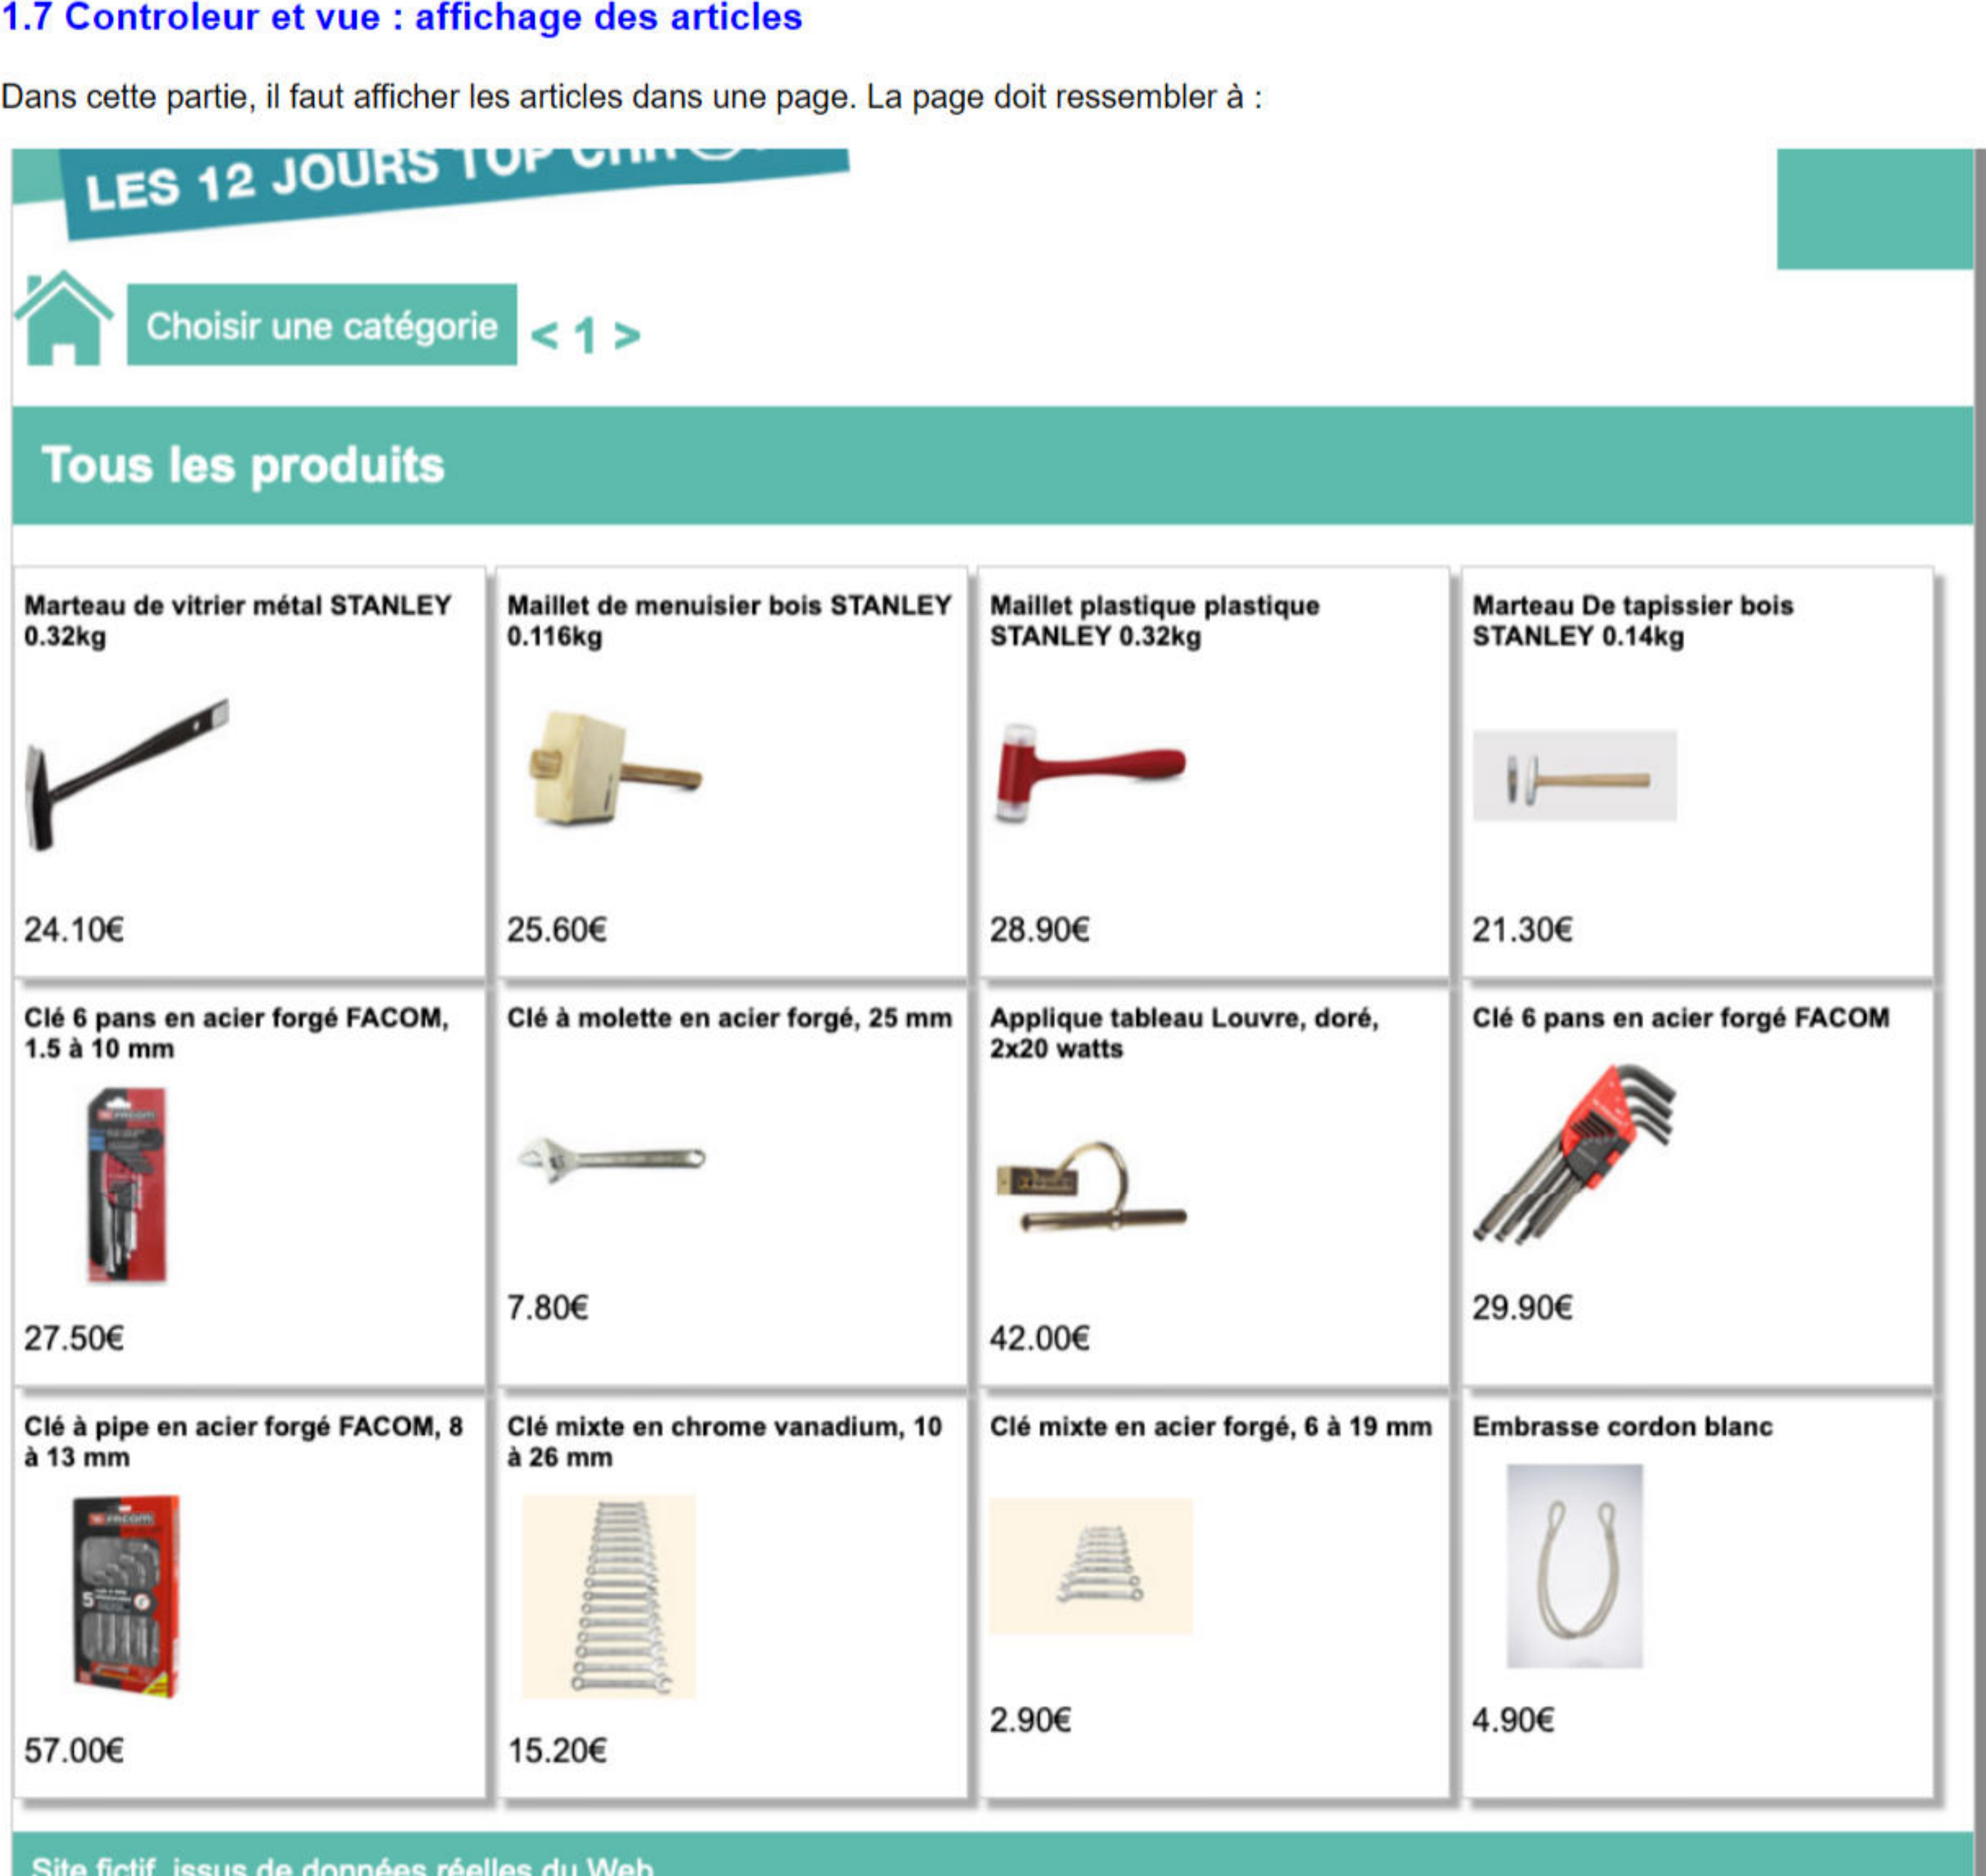 1.7 Controleur et vue : affichage des articles
Dans cette partie, il faut afficher les articles dans une page. La page doit ressembler à :
LES 12 JOURS TOP
Choisir une catégorie < 1 >
Tous les produits
Marteau de vitrier métal STANLEY
0.32kg
24.10€
Maillet de menuisier bois STANLEY
0.116kg
25.60€
Maillet plastique plastique
STANLEY 0.32kg
28.90€
Marteau De tapissier bois
STANLEY 0.14kg
21.30€
Clé 6 pans en acier forgé FACOM,
1.5 à 10 mm
FACOM
27.50€
Clé à molette en acier forgé, 25 mm
7.80€
Applique tableau Louvre, doré,
2x20 watts
42.00€
Clé 6 pans en acier forgé FACOM
29.90€
Clé à pipe en acier forgé FACOM, 8
à 13 mm
FACOM
5
57.00€
Clé mixte en chrome vanadium, 10
à 26 mm
15.20€
Clé mixte en acier forgé, 6 à 19 mm
2.90€
Embrasse cordon blanc
4.90€
Site fictif, issus de données réelles du Web